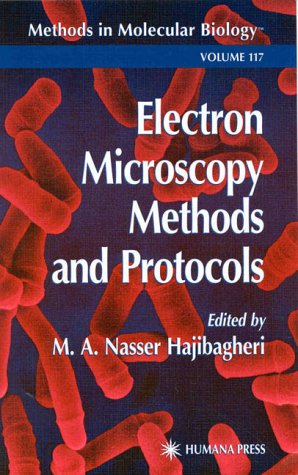 Methods in Molecular Biology™
VOLUME 117
Electron
Microscopy
Methods
and Protocols
Edited by
M. A. Nasser Hajibagheri
HUMANA PRESS